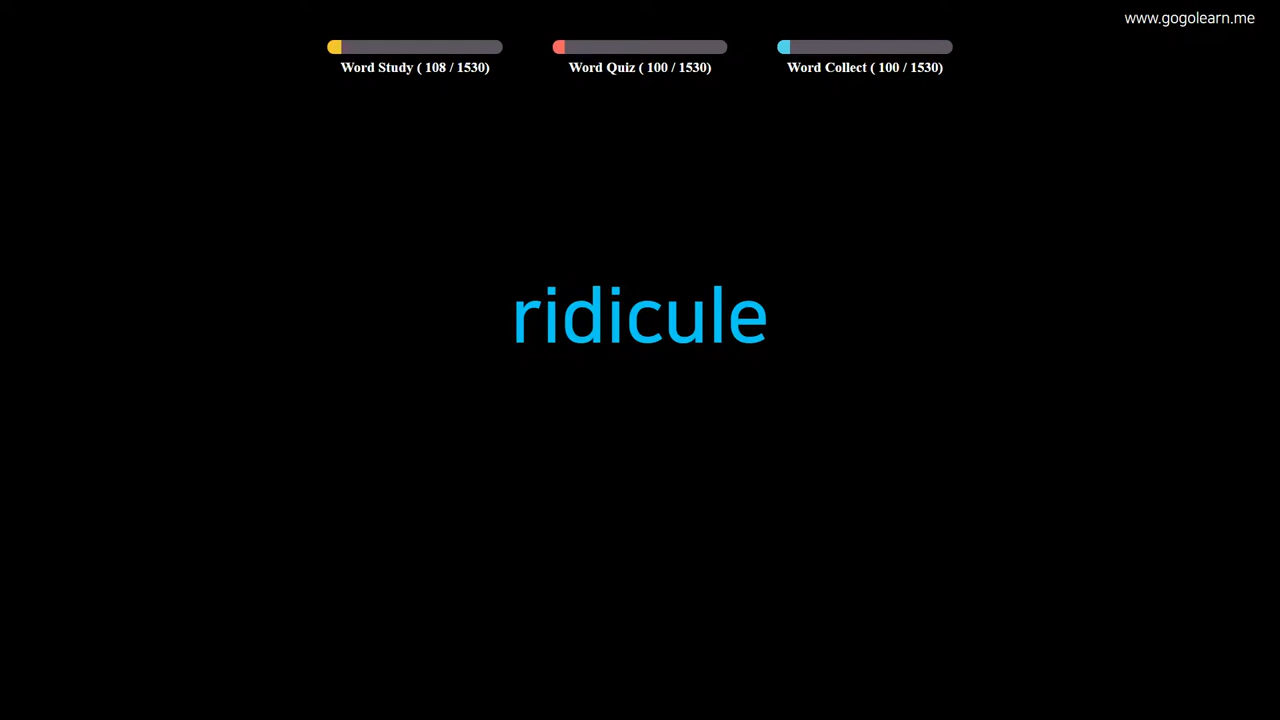 www.gogolearn.me
Word Study ( 108 / 1530)
Word Quiz ( 100 / 1530)
Word Collect ( 100 / 1530)
ridicule